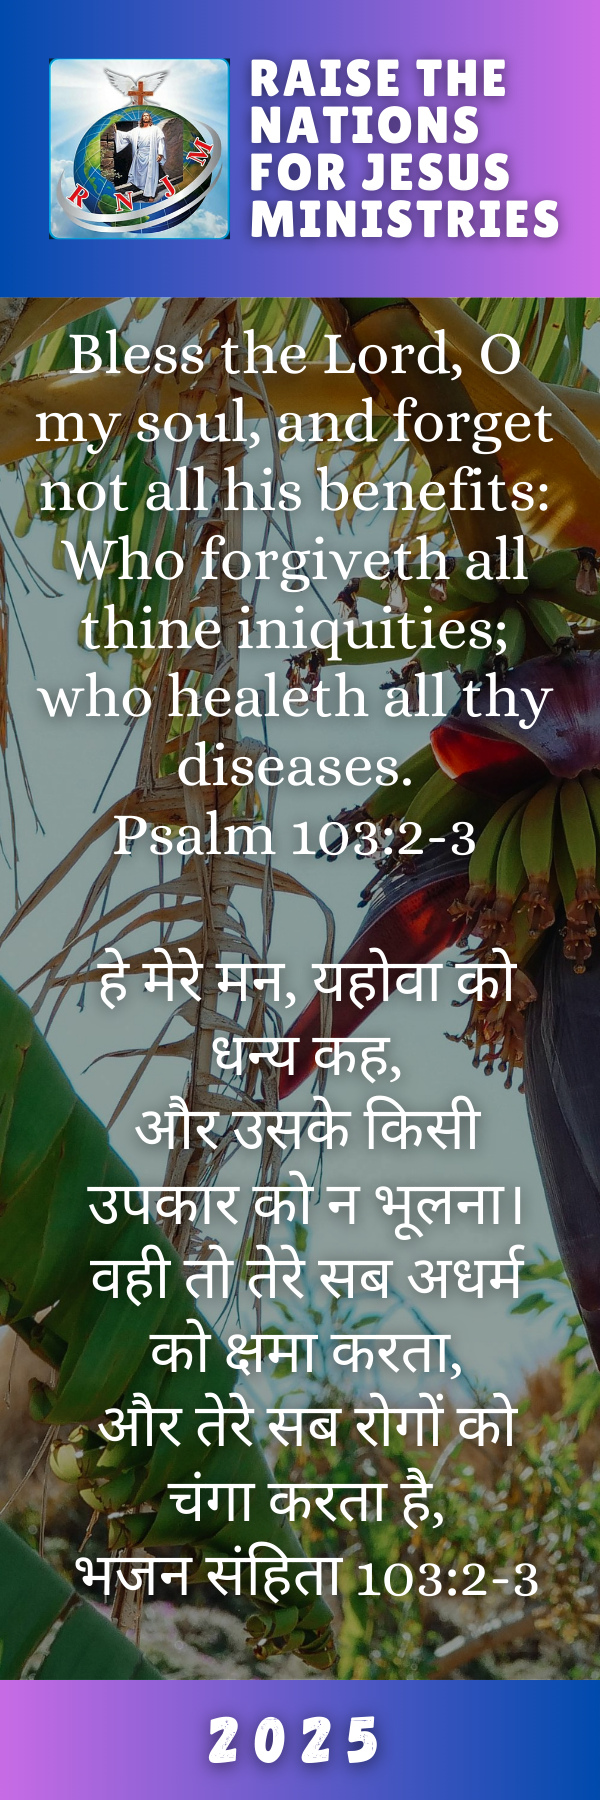 R N J M
RAISE THE
NATIONS
FOR JESUS
MINISTRIES
Bless the Lord, O
my soul, and forget
not all his benefits:
Who forgiveth all
thine iniquities;
who healeth all thy
diseases.
Psalm 103:2-3
हे मेरे मन, यहोवा को
धन्य कह,
और उसके किसी
उपकार को न भूलना।
वही तो तेरे सब अधर्म
को क्षमा करता,
और तेरे सब रोगों को
चंगा करता है,
भजन संहिता 103:2-3
2025